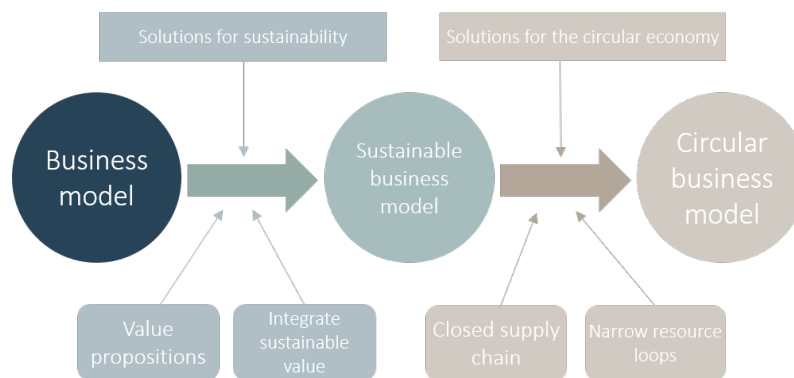 Solutions for sustainability
Solutions for the circular economy
Business
model
Sustainable
business
model
Circular
business
model
Value
propositions
Integrate
sustainable
value
Closed supply
chain
Narrow resource
loops